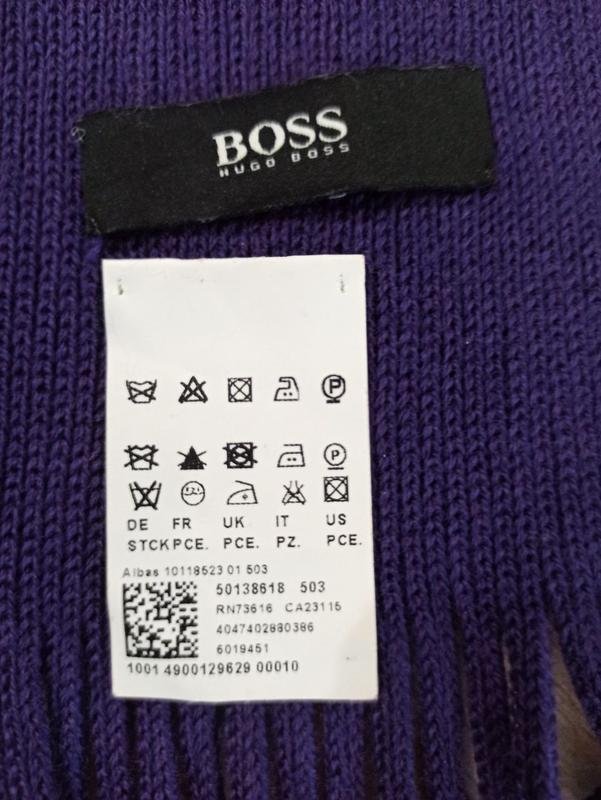 BOSS
HUGO BOSS
DE FR UK IT US
STCK PCE. PCE. PZ. PCE.
Albas 10118523 01 503
50138618 503
RN73616 CA23115
4047402880386
6019451
1001 4900129629 00010